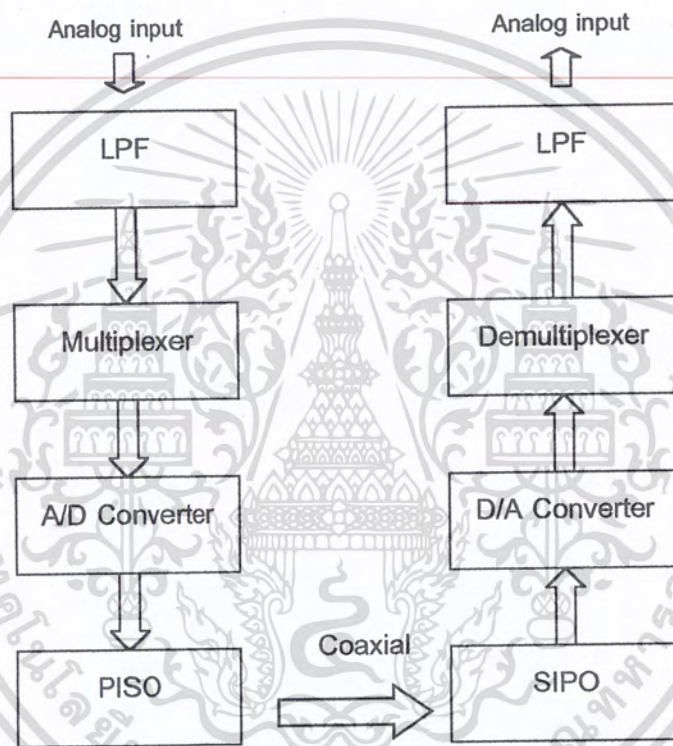 Analog input
LPF
Multiplexer
A/D Converter
PISO
Coaxial
Analog input
LPF
Demultiplexer
D/A Converter
SIPO